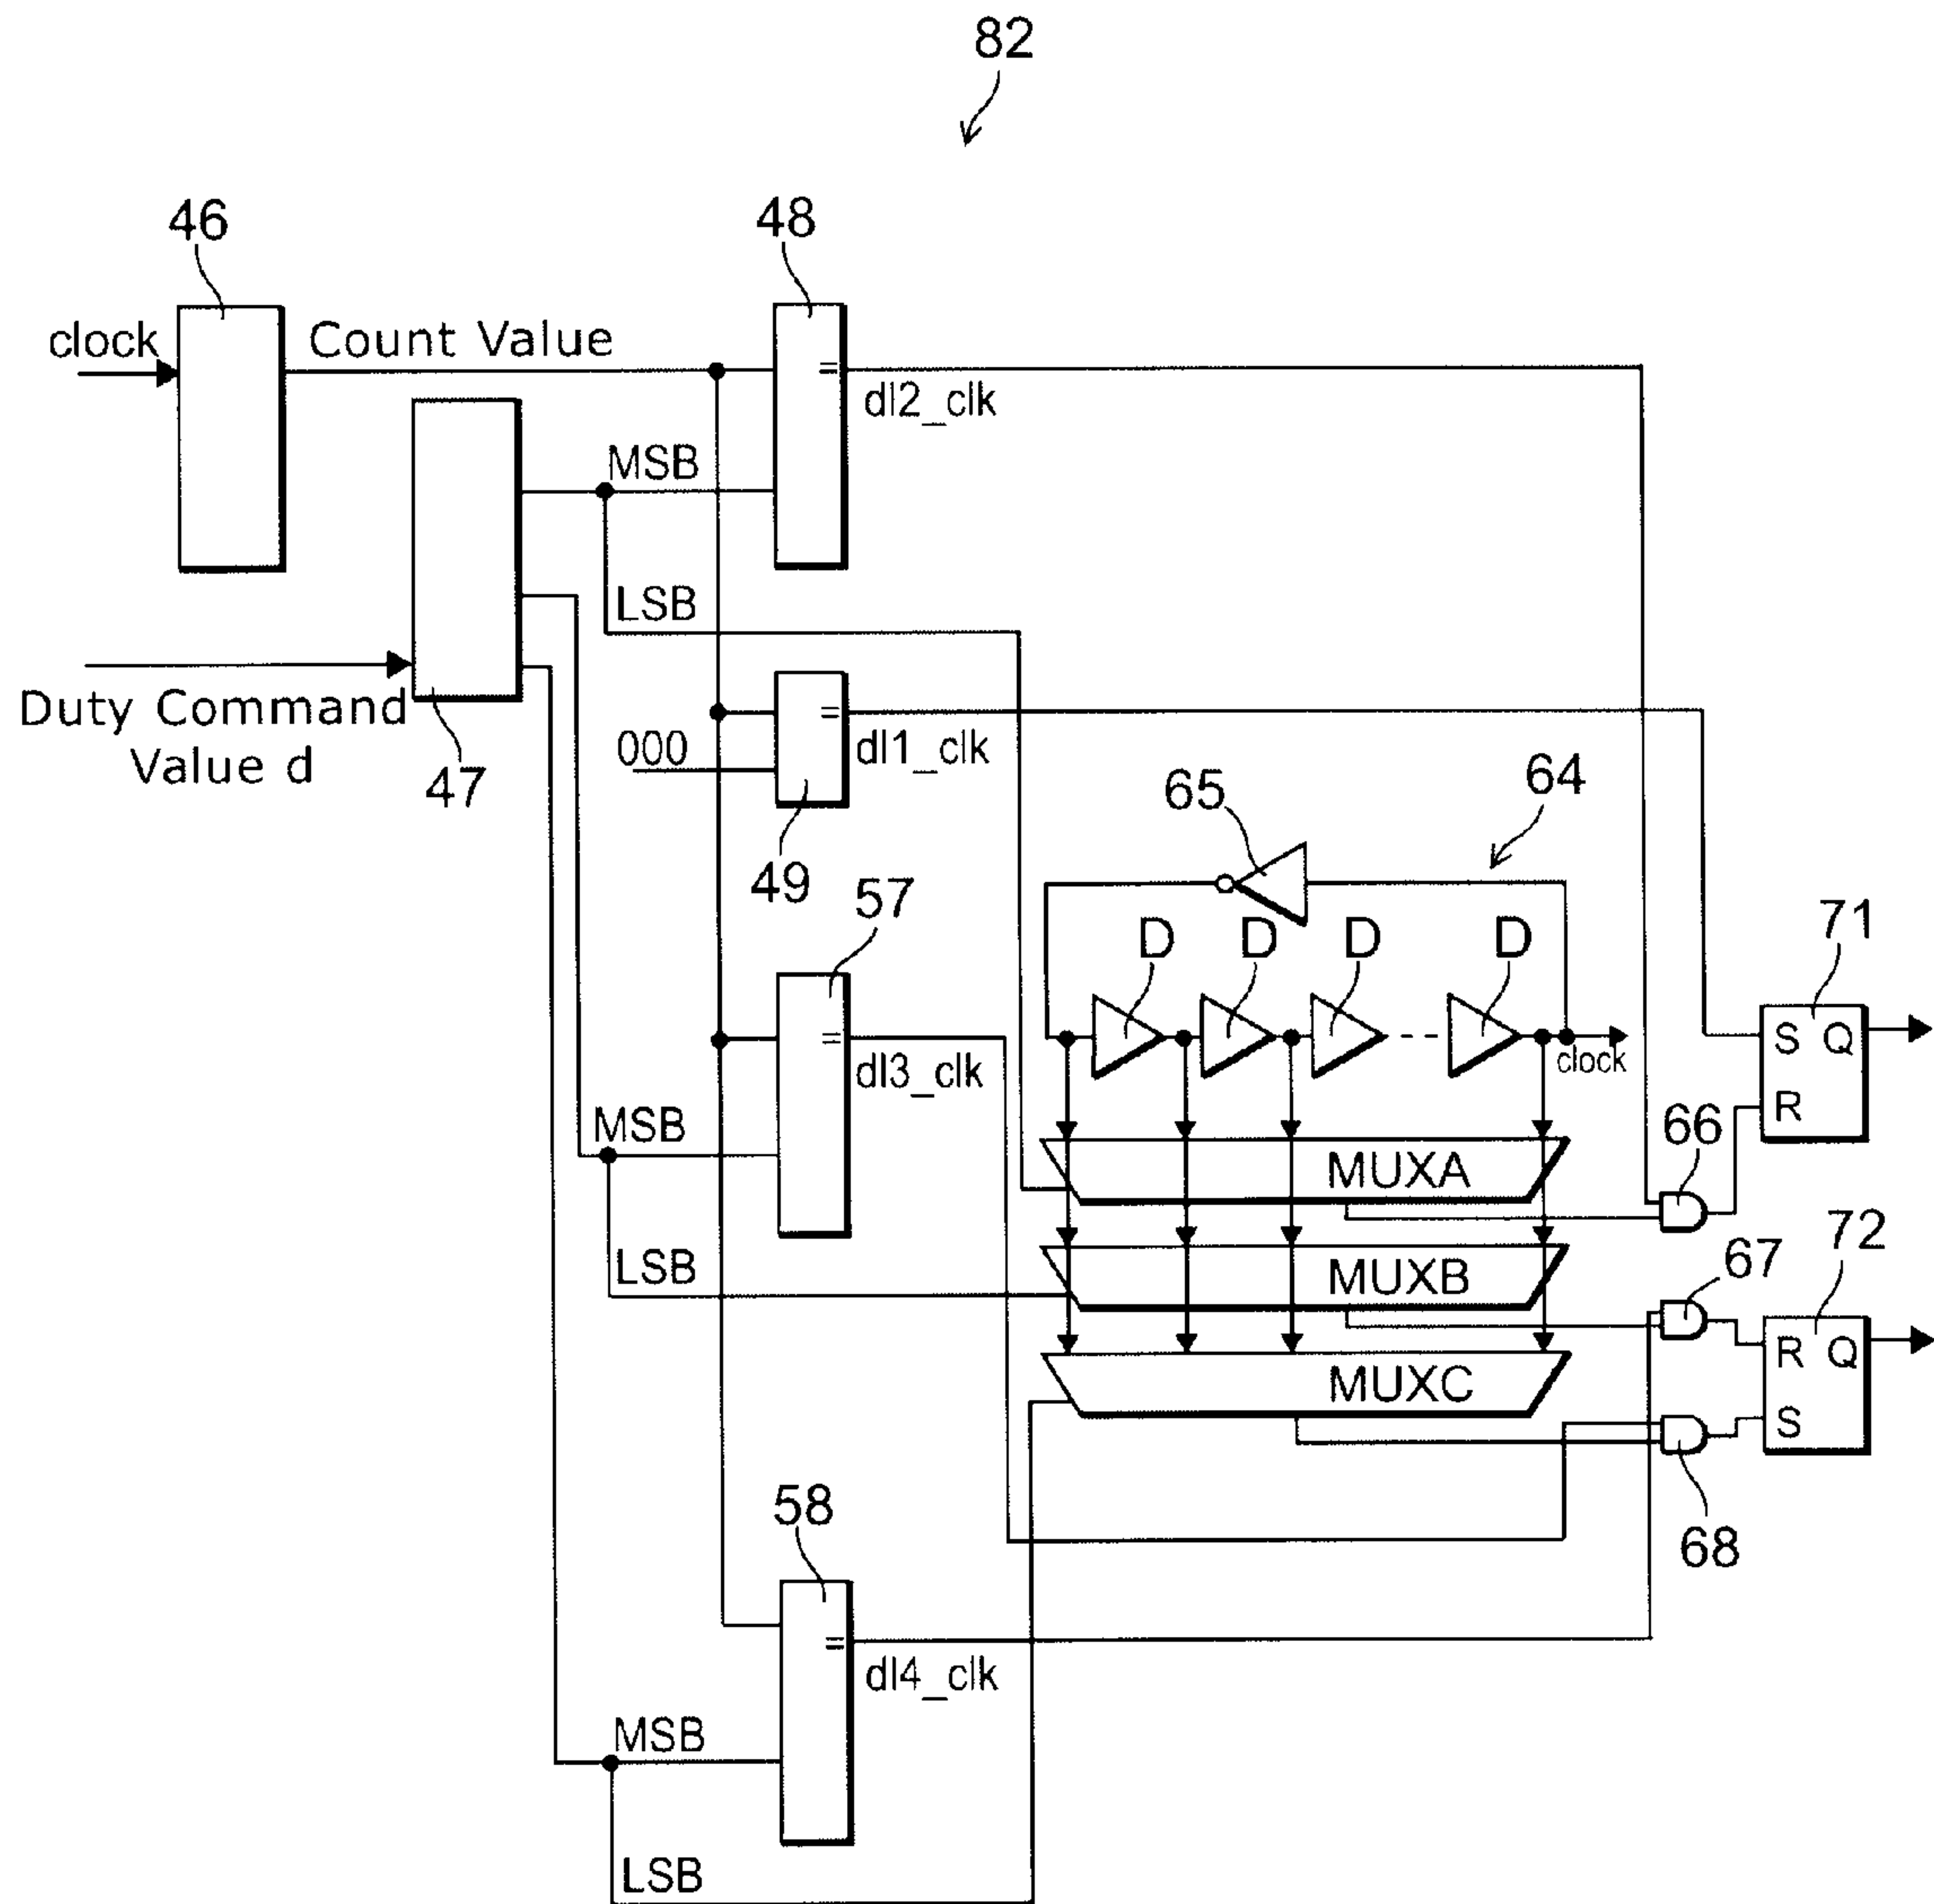 82
46
48
clock
Count Value
=
dl2_clk
MSB
LSB
Duty Command
Value d
47
000
=
dl1_clk
49
65
64
57
=
dl3_clk
D
D
D
D
clock
71
S
Q
R
66
MSB
LSB
MUXA
MUXB
MUXC
67
72
R
Q
S
68
58
=
dl4_clk
MSB
LSB